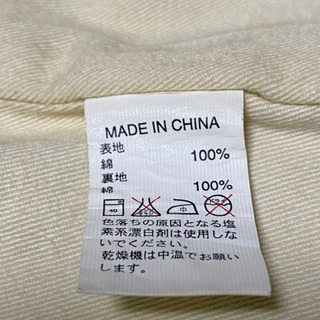 MADE IN CHINA
表地
綿 100%
裏地
綿 100%
色落ちの原因となる塩
素系漂白剤は使用しな
いでください。
乾燥機は中温でお願い
します。